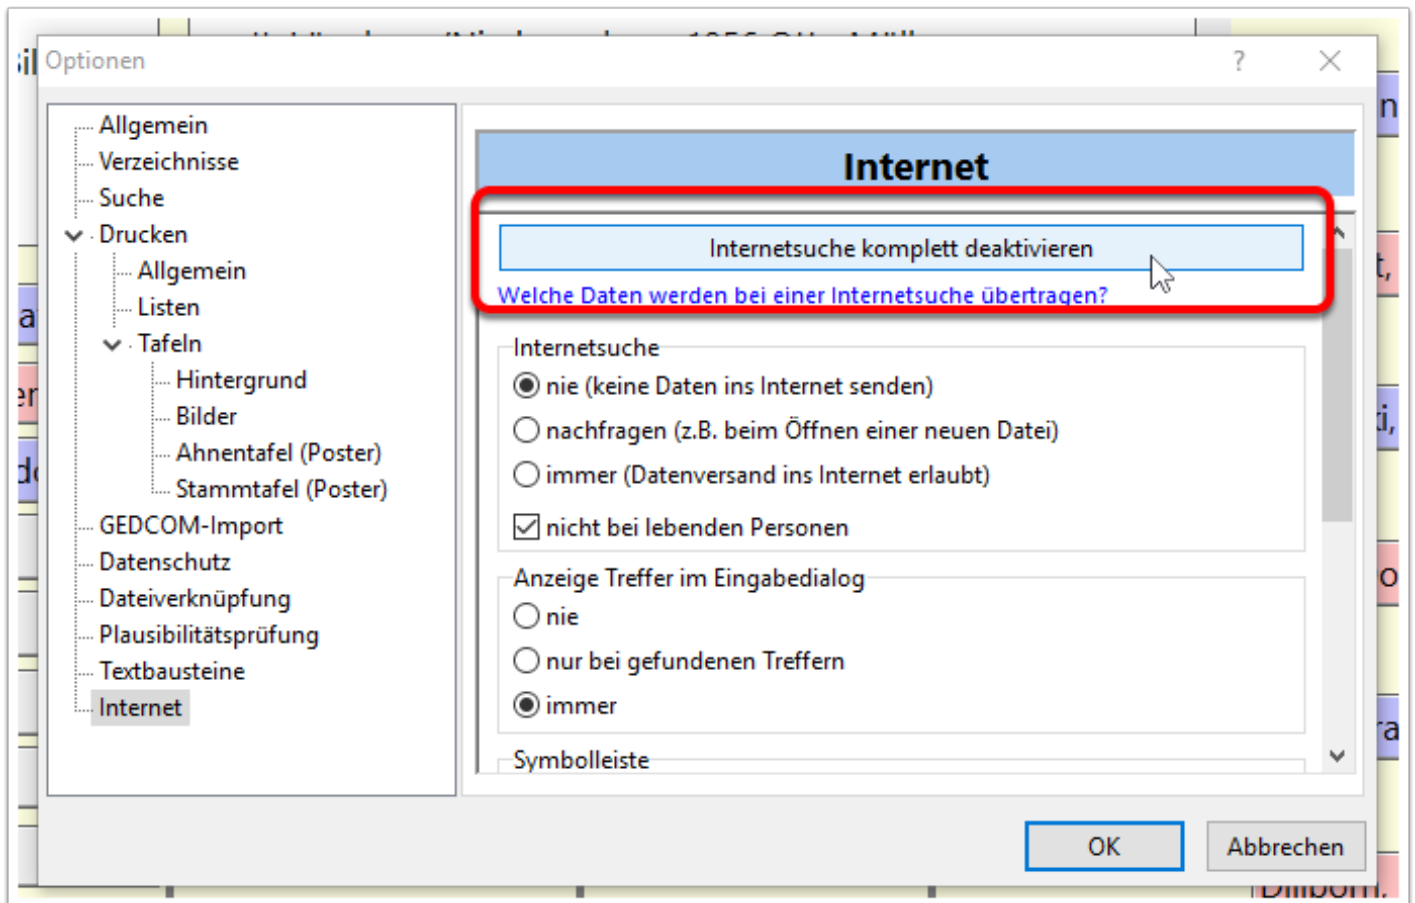 Optionen
?
Allgemein
Verzeichnisse
Suche
Drucken
Allgemein
Listen
Tafeln
Hintergrund
Bilder
Ahnentafel (Poster)
Stammtafel (Poster)
GEDCOM-Import
Datenschutz
Dateiverknüpfung
Plausibilitätsprüfung
Textbausteine
Internet
Internet
Internetsuche komplett deaktivieren
Welche Daten werden bei einer Internetsuche übertragen?
Internetsuche
nie (keine Daten ins Internet senden)
nachfragen (z.B. beim Öffnen einer neuen Datei)
immer (Datenversand ins Internet erlaubt)
nicht bei lebenden Personen
Anzeige Treffer im Eingabedialog
nie
nur bei gefundenen Treffern
immer
Symbolleiste
OK
Abbrechen